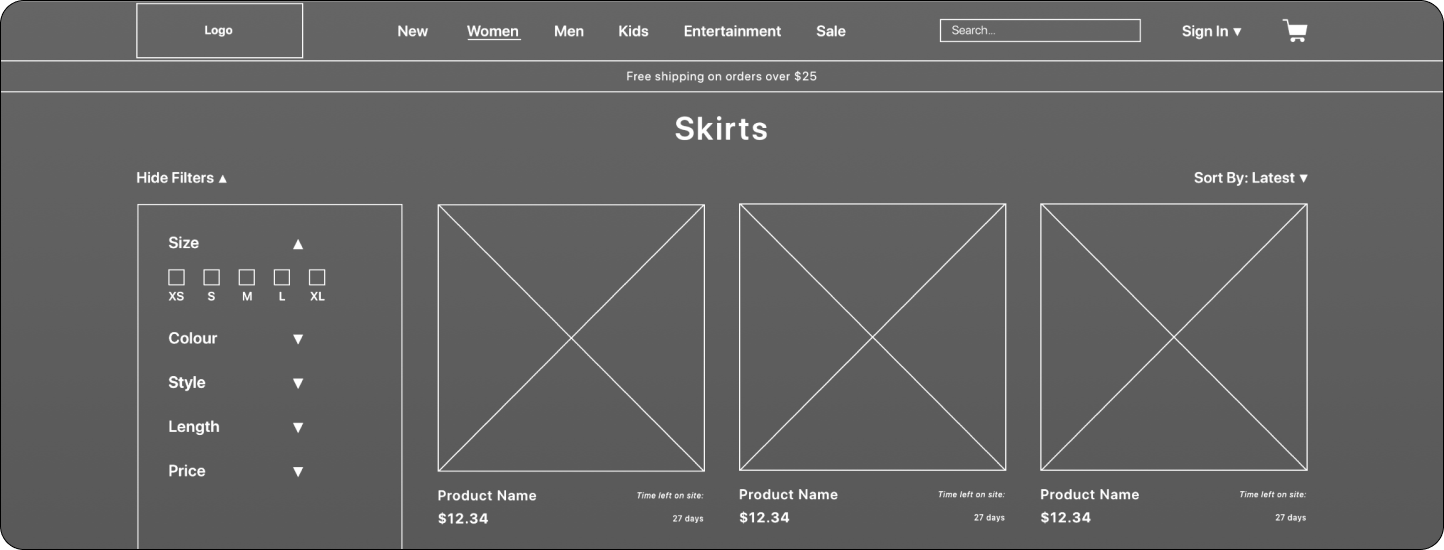 Logo
New Women Men Kids Entertainment Sale
Search...
Sign In ▼
Free shipping on orders over $25
Skirts
Hide Filters ▲
Sort By: Latest ▼
Size ▲
XS S M L XL
Colour ▼
Style ▼
Length ▼
Price ▼
Product Name
Time left on site:
$12.34
27 days
Product Name
Time left on site:
$12.34
27 days
Product Name
Time left on site:
$12.34
27 days